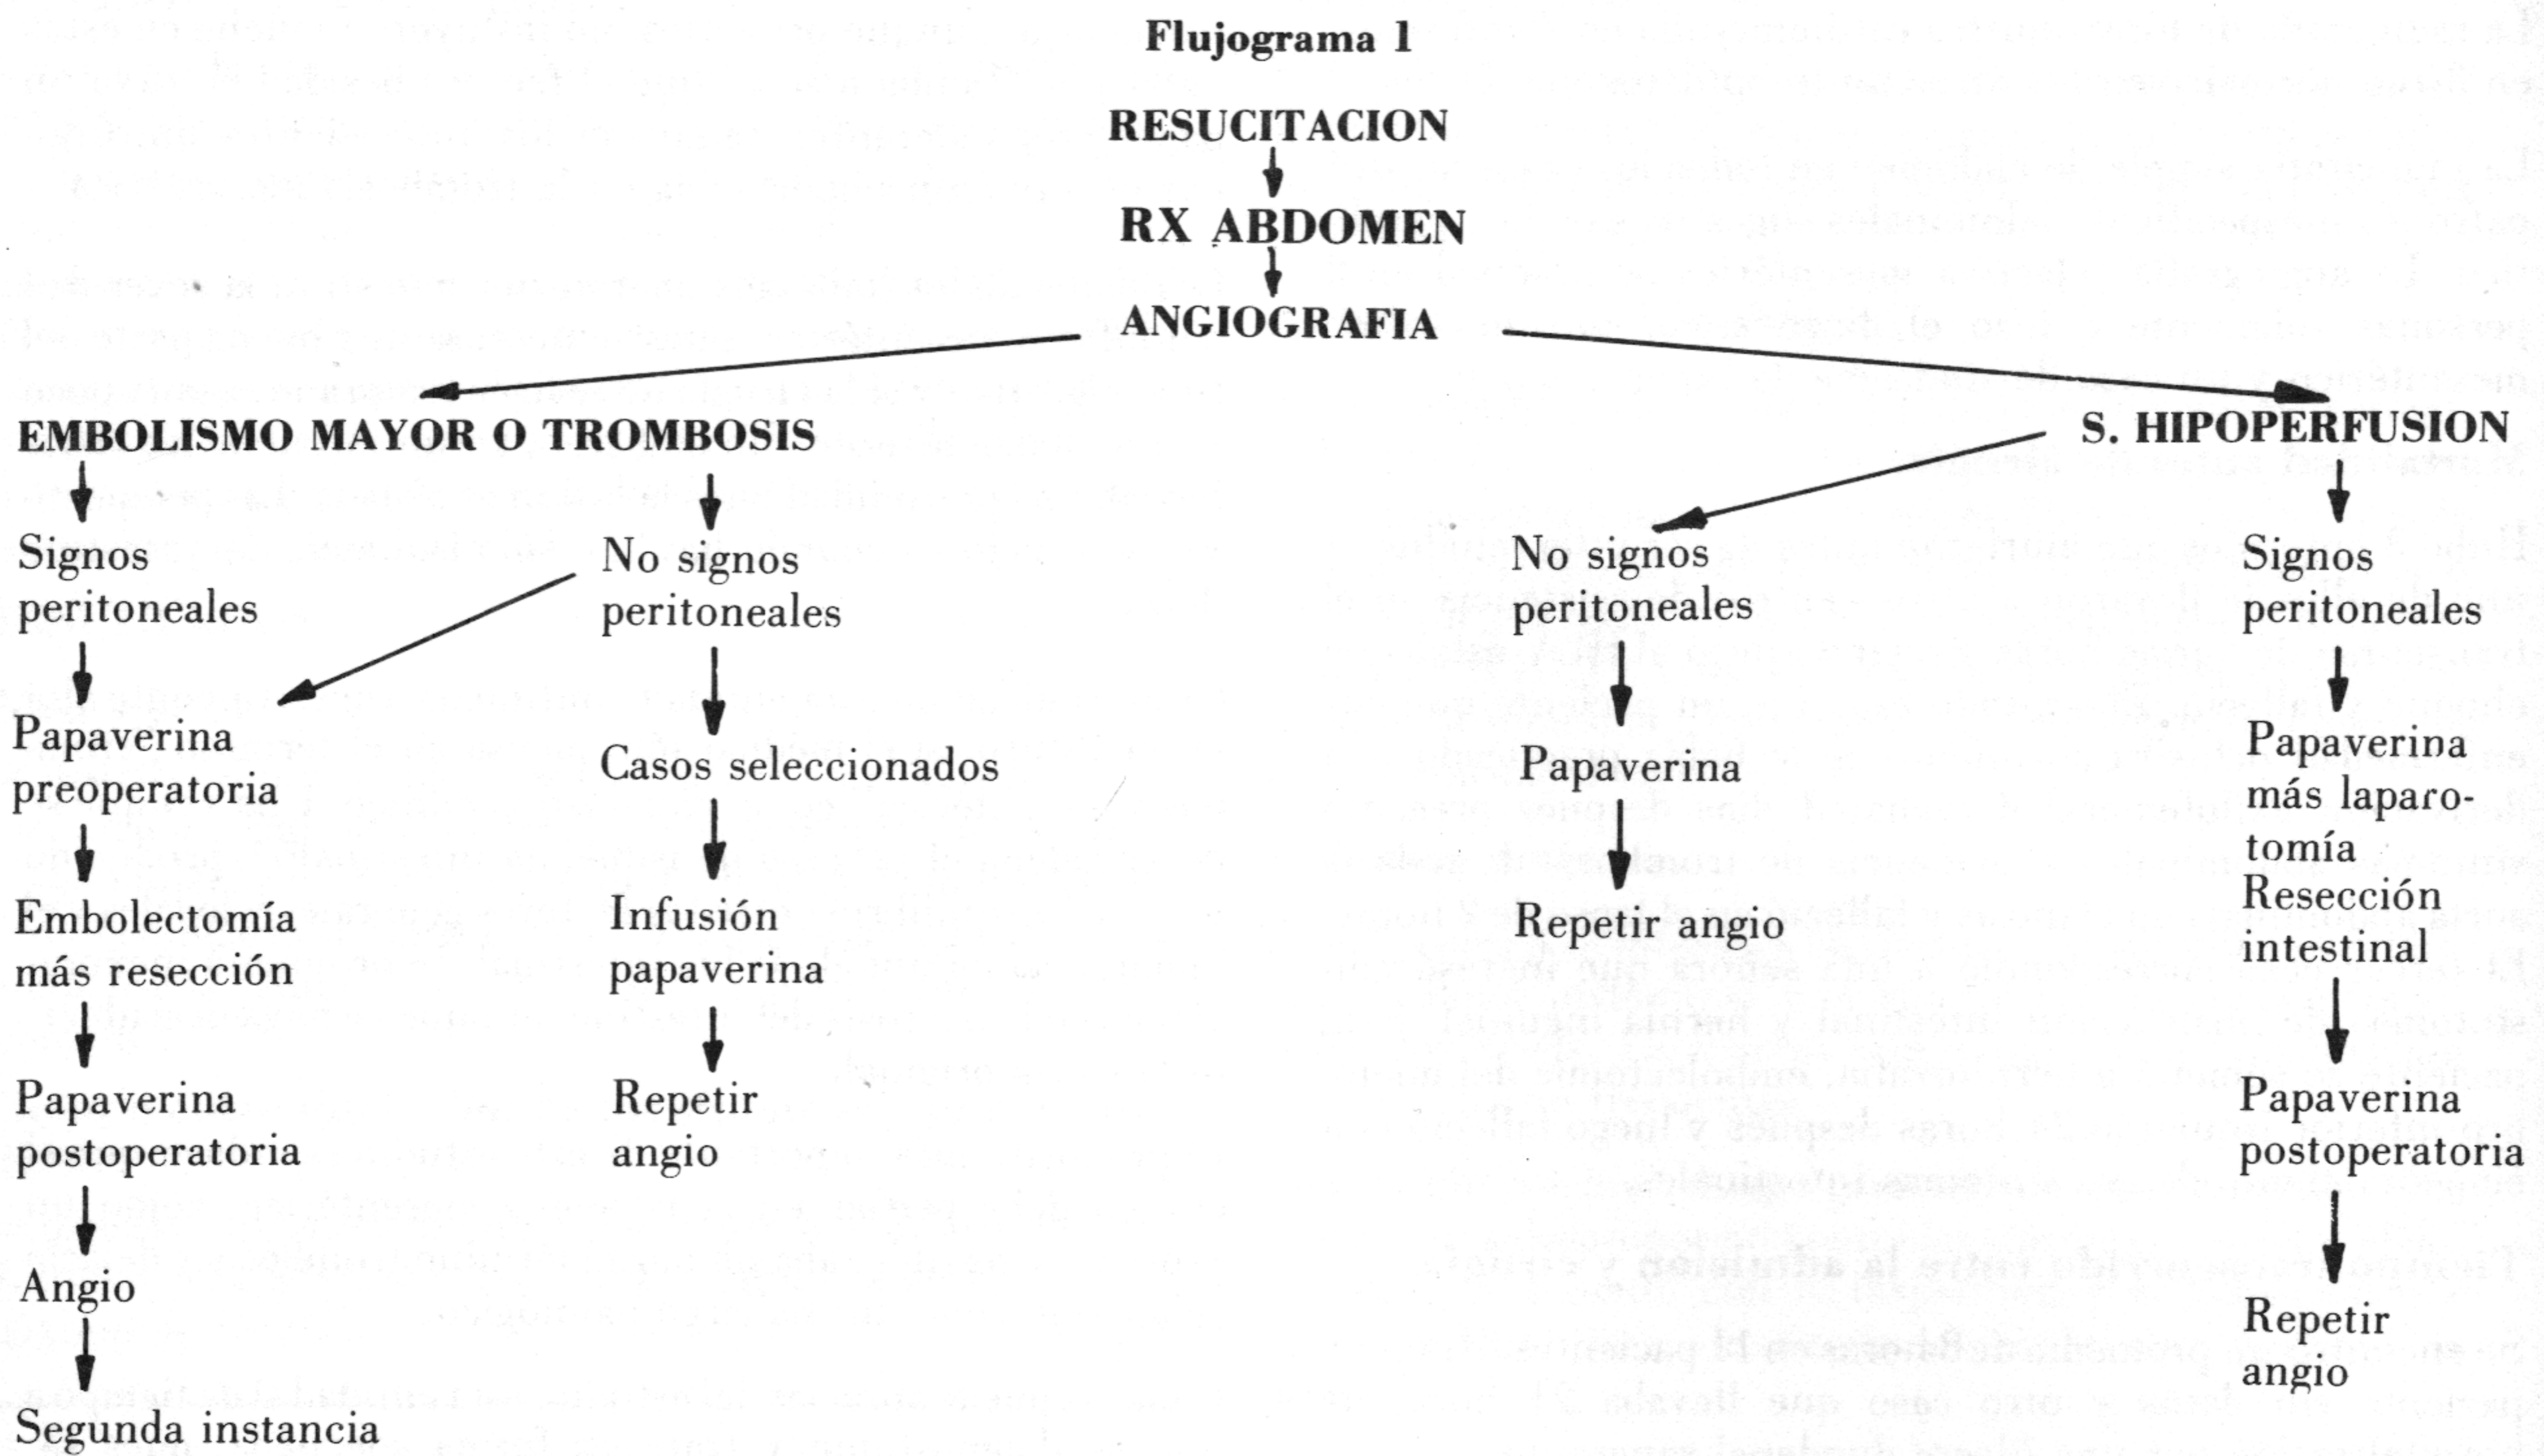 Flujograma 1
RESUCITACION
RX ABDOMEN
ANGIOGRAFIA
EMBOLISMO MAYOR O TROMBOSIS
S. HIPOPERFUSION
Signos
peritoneales
Papaverina
preoperatoria
Embolectomía
más resección
Papaverina
postoperatoria
Angio
Segunda instancia
No signos
peritoneales
Casos seleccionados
Infusión
papaverina
Repetir
angio
No signos
peritoneales
Papaverina
Repetir angio
Signos
peritoneales
Papaverina
más laparo-
tomía
Resección
intestinal
Papaverina
postoperatoria
Repetir
angio